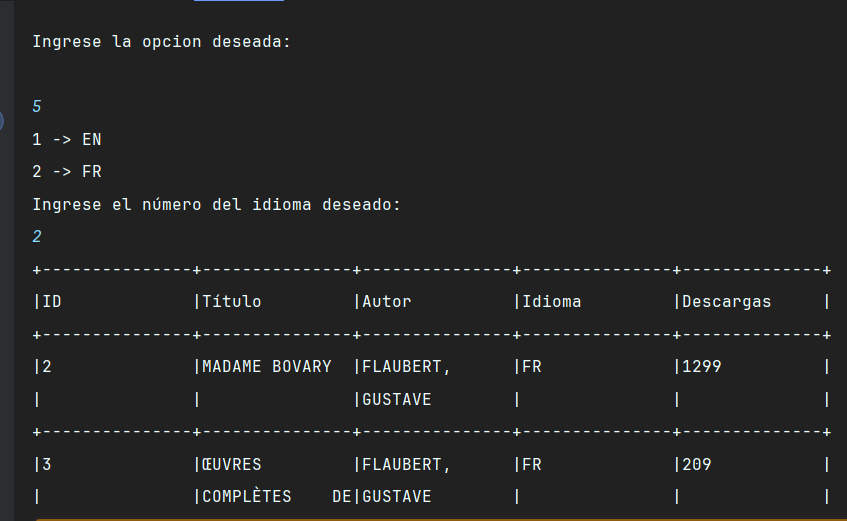 Ingrese la opcion deseada:
5
1 -> EN
2 -> FR
Ingrese el número del idioma deseado:
2
+---------------+---------------+---------------+---------------+--------------+
|ID             |Título         |Autor          |Idioma         |Descargas     |
+---------------+---------------+---------------+---------------+--------------+
|2              |MADAME BOVARY  |FLAUBERT,      |FR             |1299          |
|               |               |GUSTAVE        |               |              |
+---------------+---------------+---------------+---------------+--------------+
|3              |ŒUVRES         |FLAUBERT,      |FR             |209           |
|               |COMPLÈTES    DE|GUSTAVE        |               |              |